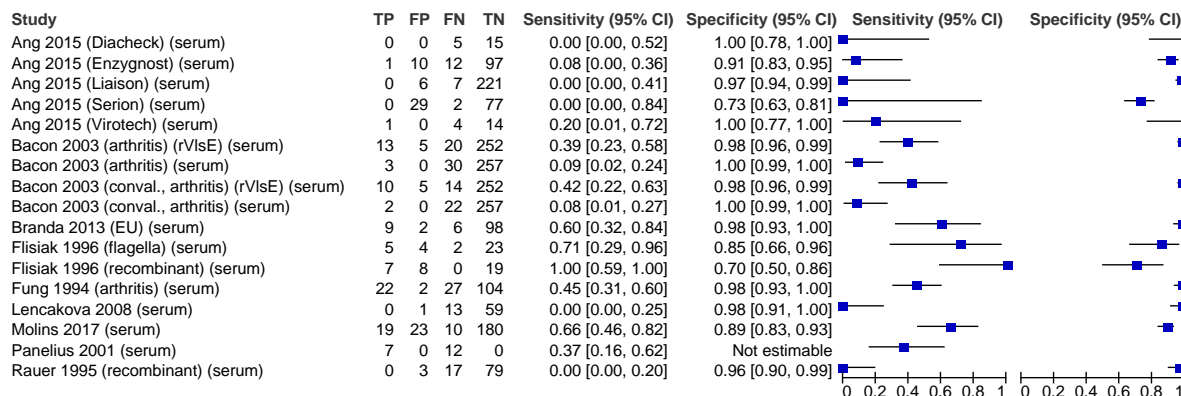 Study TP FP FN TN Sensitivity (95% CI) Specificity (95% CI) Sensitivity (95% CI) Specificity (95% CI)
Ang 2015 (Diacheck) (serum) 0 0 5 15 0.00 [0.00, 0.52] 1.00 [0.78, 1.00]
Ang 2015 (Enzygnost) (serum) 1 10 12 97 0.08 [0.00, 0.36] 0.91 [0.83, 0.95]
Ang 2015 (Liaison) (serum) 0 6 7 221 0.00 [0.00, 0.41] 0.97 [0.94, 0.99]
Ang 2015 (Serion) (serum) 0 29 2 77 0.00 [0.00, 0.84] 0.73 [0.63, 0.81]
Ang 2015 (Virotech) (serum) 1 0 4 14 0.20 [0.01, 0.72] 1.00 [0.77, 1.00]
Bacon 2003 (arthritis) (rVlsE) (serum) 13 5 20 252 0.39 [0.23, 0.58] 0.98 [0.96, 0.99]
Bacon 2003 (arthritis) (serum) 3 0 30 257 0.09 [0.02, 0.24] 1.00 [0.99, 1.00]
Bacon 2003 (conval., arthritis) (rVlsE) (serum) 10 5 14 252 0.42 [0.22, 0.63] 0.98 [0.96, 0.99]
Bacon 2003 (conval., arthritis) (serum) 2 0 22 257 0.08 [0.01, 0.27] 1.00 [0.99, 1.00]
Branda 2013 (EU) (serum) 9 2 6 98 0.60 [0.32, 0.84] 0.98 [0.93, 1.00]
Flisiak 1996 (flagella) (serum) 5 4 2 23 0.71 [0.29, 0.96] 0.85 [0.66, 0.96]
Flisiak 1996 (recombinant) (serum) 7 8 0 19 1.00 [0.59, 1.00] 0.70 [0.50, 0.86]
Fung 1994 (arthritis) (serum) 22 2 27 104 0.45 [0.31, 0.60] 0.98 [0.93, 1.00]
Lencakova 2008 (serum) 0 1 13 59 0.00 [0.00, 0.25] 0.98 [0.91, 1.00]
Molins 2017 (serum) 19 23 10 180 0.66 [0.46, 0.82] 0.89 [0.83, 0.93]
Panelius 2001 (serum) 7 0 12 0 0.37 [0.16, 0.62] Not estimable
Rauer 1995 (recombinant) (serum) 0 3 17 79 0.00 [0.00, 0.20] 0.96 [0.90, 0.99]
0 0.2 0.4 0.6 0.8 1 0 0.2 0.4 0.6 0.8 1